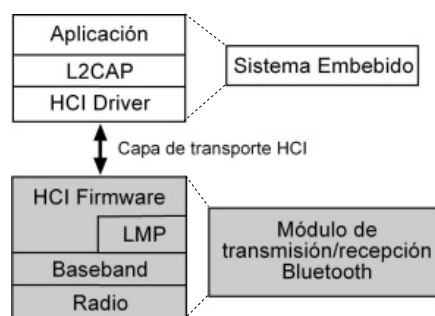 Aplicación
L2CAP
HCI Driver
Sistema Embebido
Capa de transporte HCI
HCI Firmware
LMP
Baseband
Radio
Módulo de
transmisión/recepción
Bluetooth